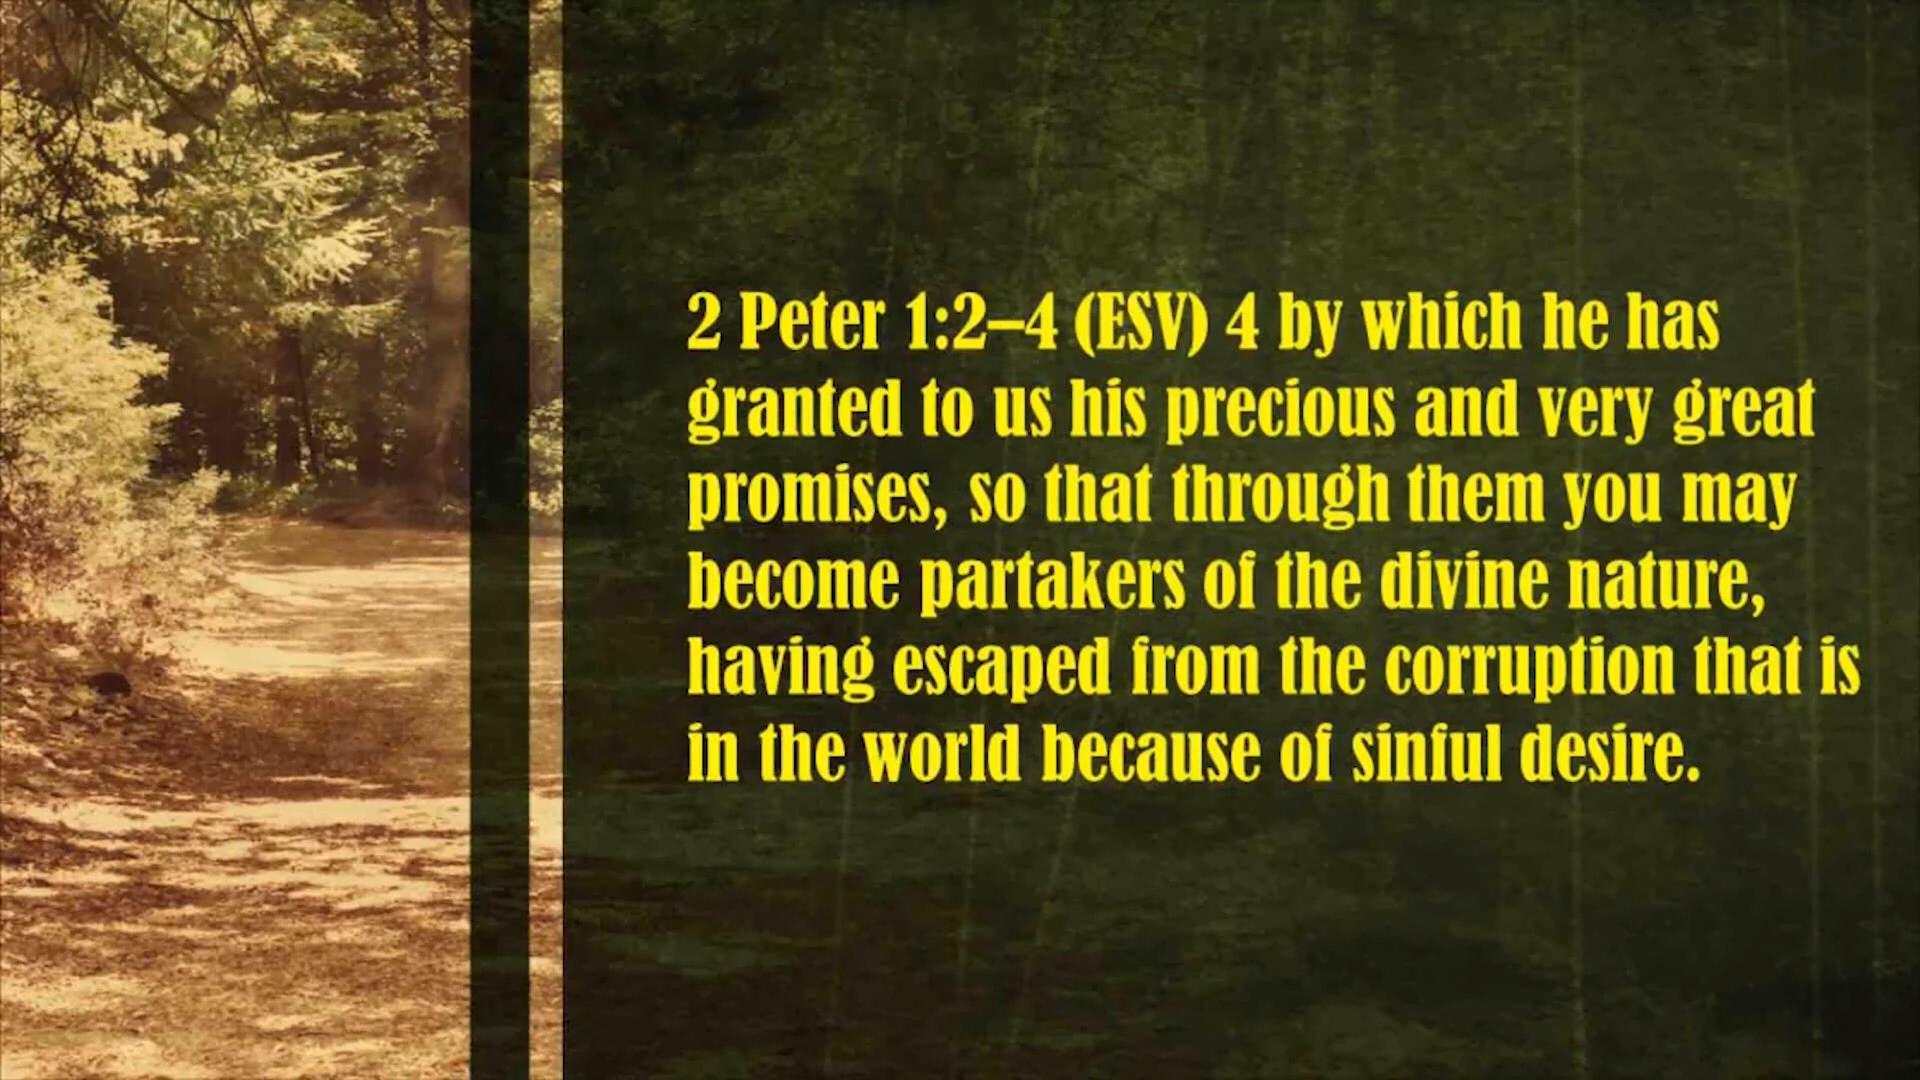 2 Peter 1:2–4 (ESV) 4 by which he has
granted to us his precious and very great
promises, so that through them you may
become partakers of the divine nature,
having escaped from the corruption that is
in the world because of sinful desire.